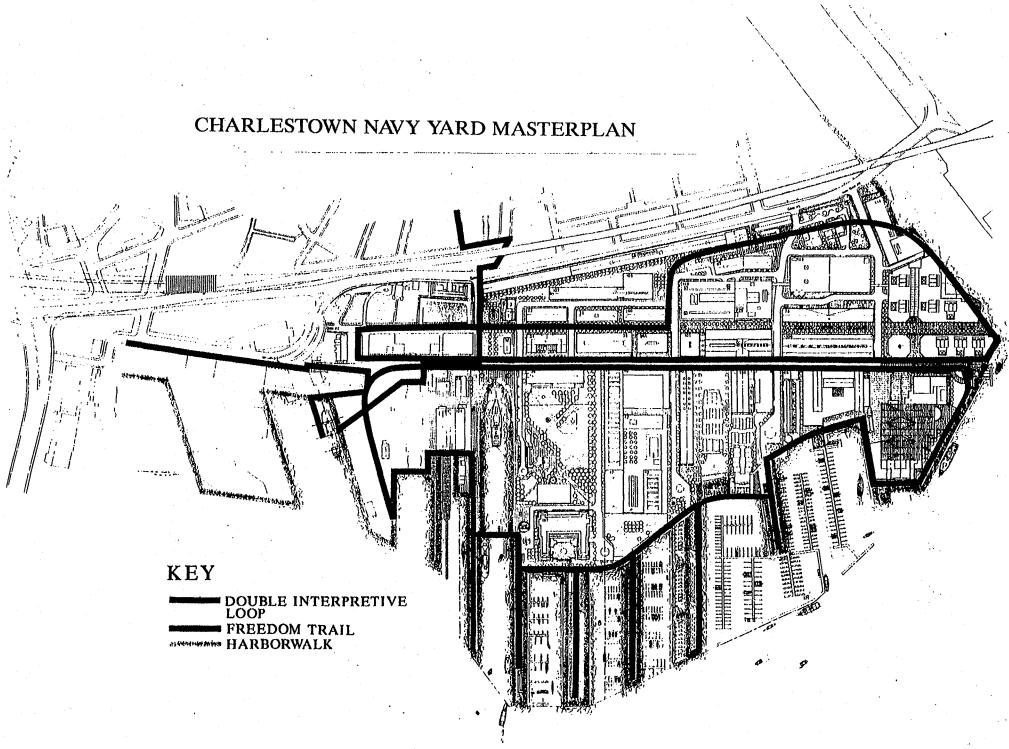 CHARLESTOWN NAVY YARD MASTERPLAN
KEY
DOUBLE INTERPRETIVE
LOOP
FREEDOM TRAIL
HARBORWALK